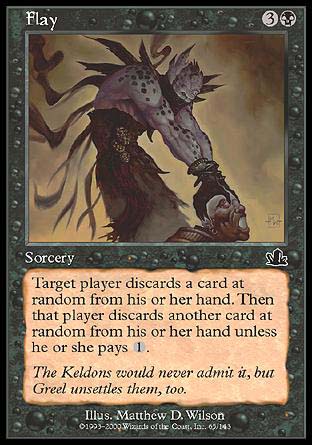 Flay 3
Sorcery
Target player discards a card at
random from his or her hand. Then
that player discards another card at
random from his or her hand unless
he or she pays 1.
The Keldons would never admit it, but
Greel unsettles them, too.
Illus. Matthew D. Wilson
©1993-2000 Wizards of the Coast, Inc. 65/143